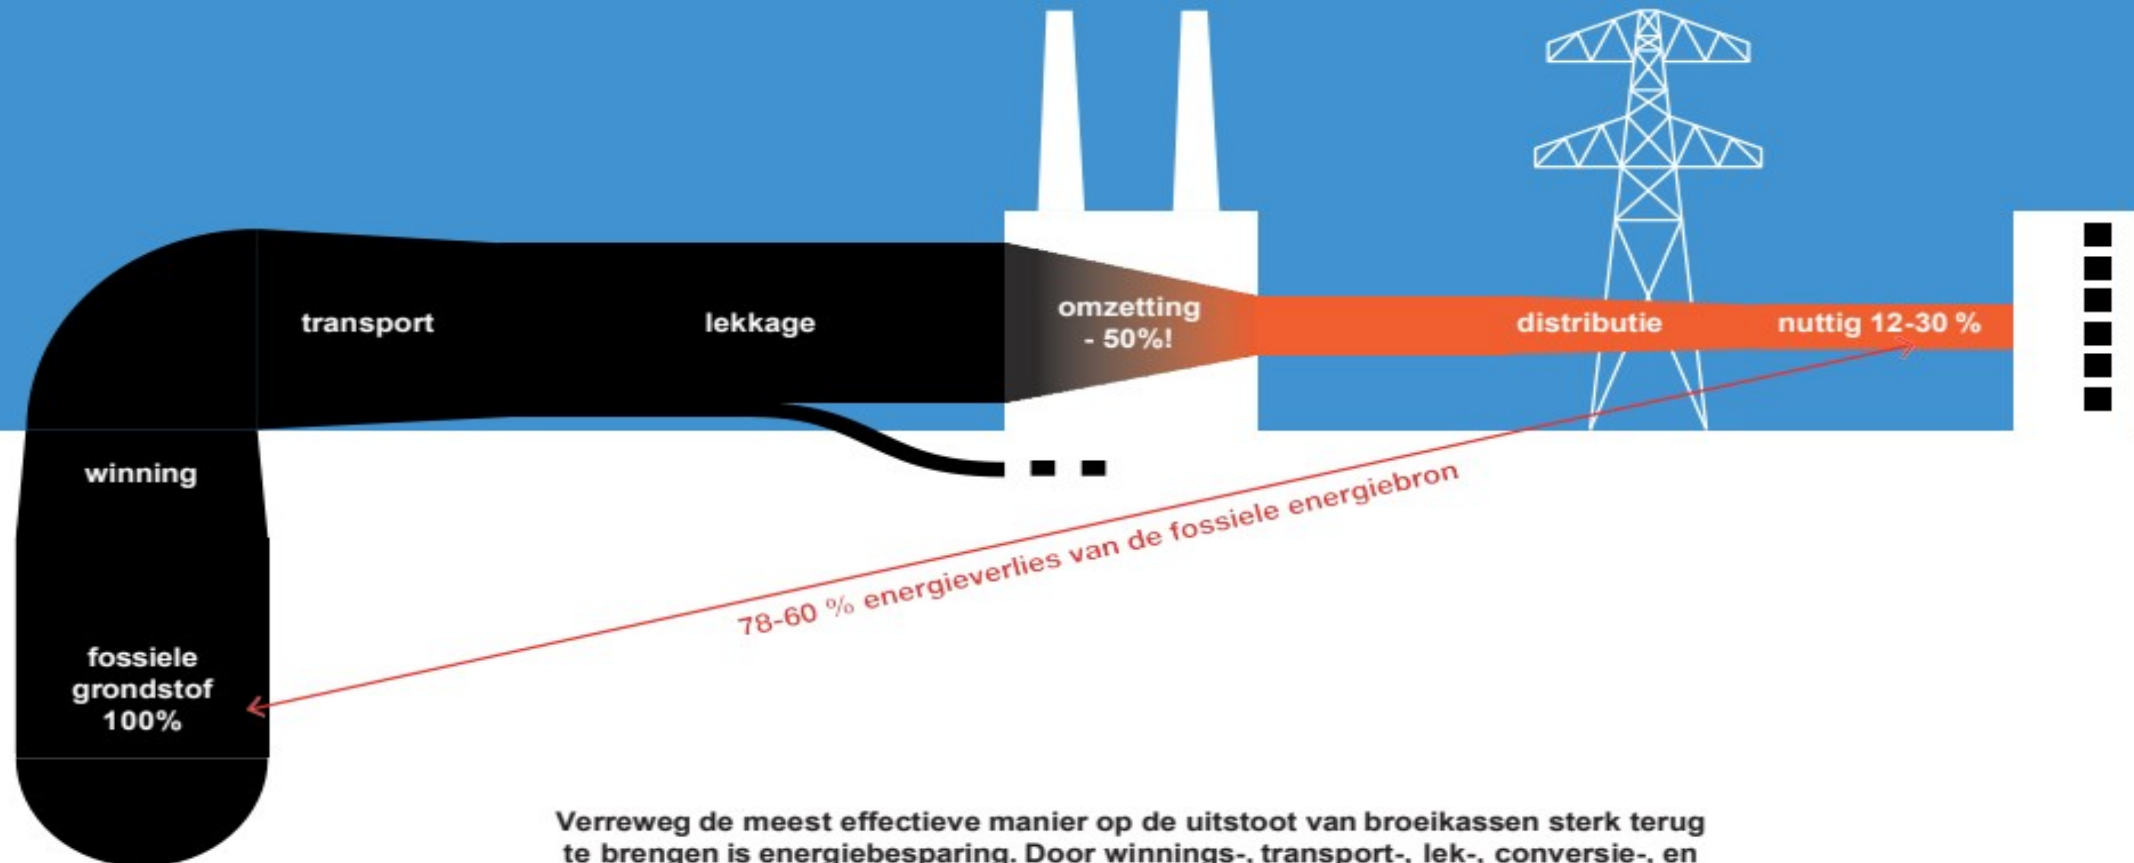 transport
lekkage
omzetting
- 50%!
distributie
nuttig 12-30 %
winning
78-60 % energieverlies van de fossiele energiebron
fossiele
grondstof
100%
Verreweg de meest effectieve manier op de uitstoot van broeikassen sterk terug
te brengen is energiebesparing. Door winnings-, transport-, lek-, conversie-, en